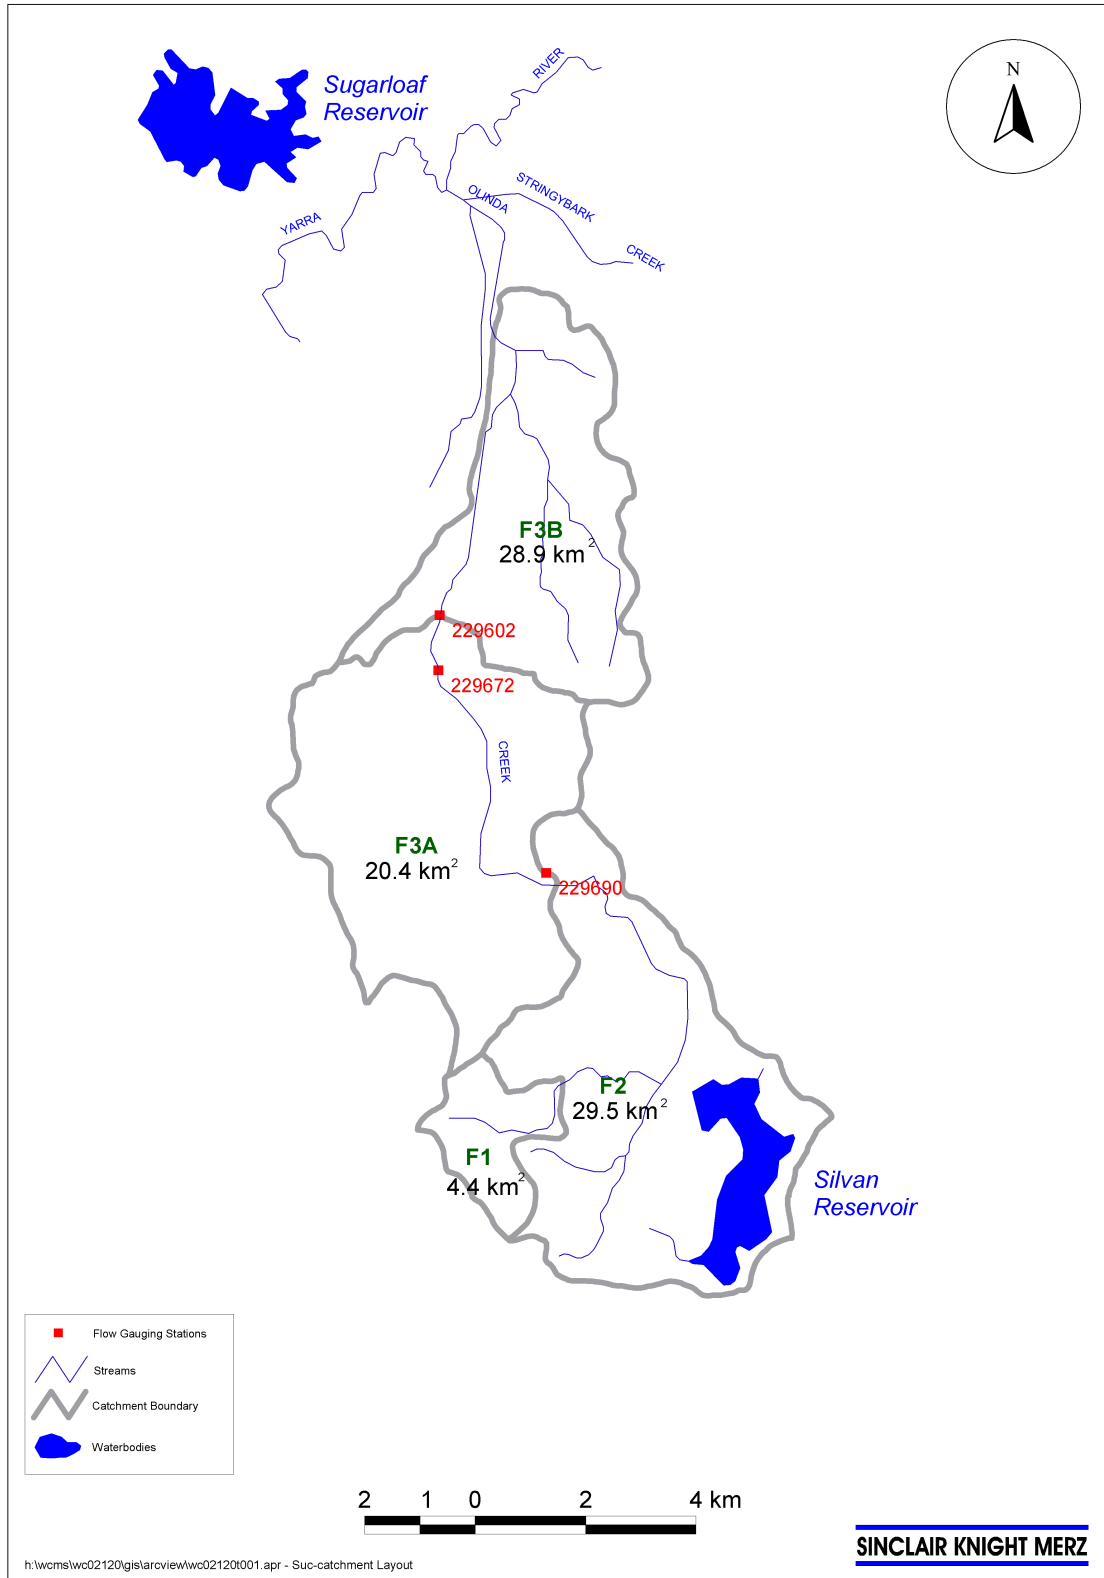 RIVER
Sugarloaf
Reservoir
N
STRINGYBARK
OLINDA
YARRA
CREEK
F3B
28.9 km2
229602
229672
CREEK
F3A
20.4 km2
229690
F2
29.5 km2
F1
4.4 km2
Silvan
Reservoir
Flow Gauging Stations
Streams
Catchment Boundary
Waterbodies
2 1 0 2 4 km
SINCLAIR KNIGHT MERZ
h:\wcms\wc02120\gis\arcview\wc02120t001.apr - Suc-catchment Layout